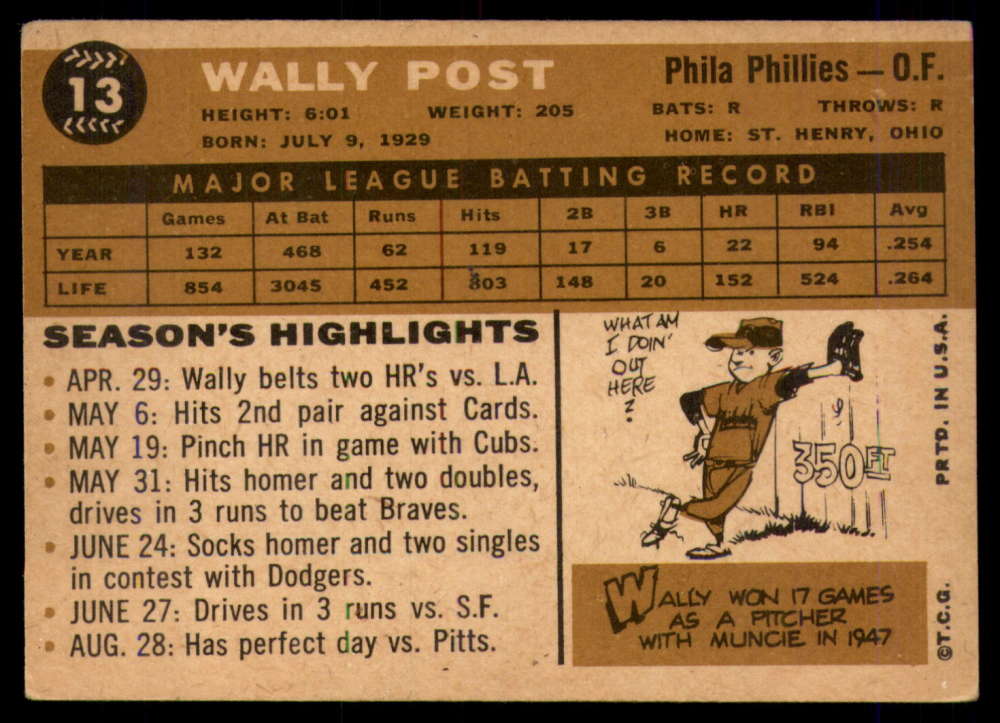 13
WALLY POST
Phila Phillies — O.F.
HEIGHT: 6:01 WEIGHT: 205 BATS: R THROWS: R
BORN: JULY 9, 1929 HOME: ST. HENRY, OHIO
MAJOR LEAGUE BATTING RECORD
Games At Bat Runs Hits 2B 3B HR RBI Avg
YEAR 132 468 62 119 17 6 22 94 .254
LIFE 854 3045 452 803 148 20 152 524 .264
SEASON'S HIGHLIGHTS
• APR. 29: Wally belts two HR's vs. L.A.
• MAY 6: Hits 2nd pair against Cards.
• MAY 19: Pinch HR in game with Cubs.
• MAY 31: Hits homer and two doubles,
drives in 3 runs to beat Braves.
• JUNE 24: Socks homer and two singles
in contest with Dodgers.
• JUNE 27: Drives in 3 runs vs. S.F.
• AUG. 28: Has perfect day vs. Pitts.
WHAT AM
I DOIN'
OUT
HERE
?
350 FT
WALLY WON 17 GAMES
AS A PITCHER
WITH MUNCIE IN 1947
PRTD. IN U.S.A.
©T.C.G.